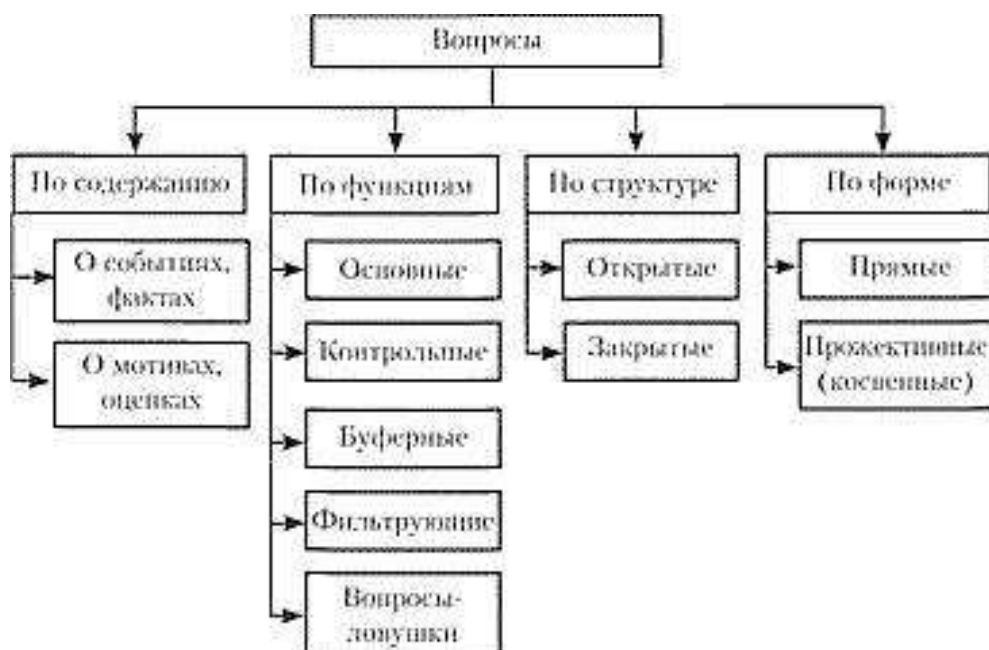 Вопросы
По содержанию
О событиях,
фактах
О мотивах,
оценках
По функциям
Основные
Контрольные
Буферные
Фильтрующие
Вопросы-
ловушки
По структуре
Открытые
Закрытые
По форме
Прямые
Прожективные
(косвенные)